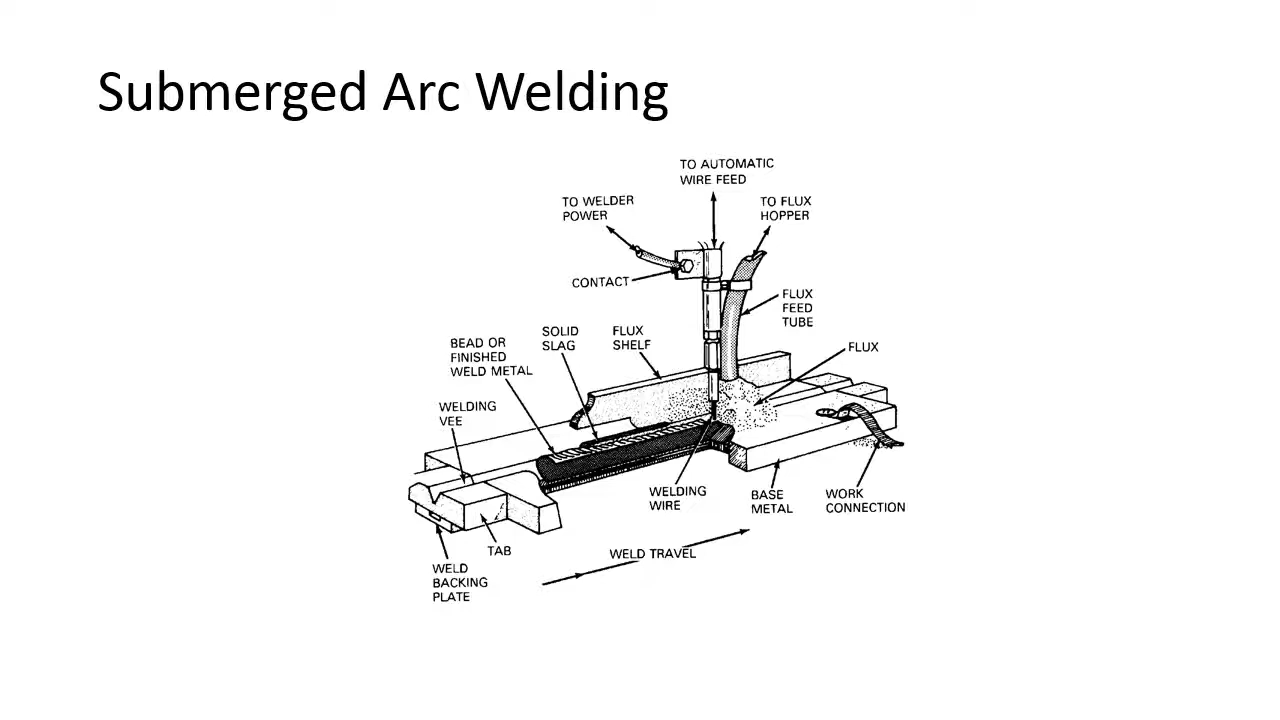 Submerged Arc Welding
TO AUTOMATIC
WIRE FEED
TO WELDER
POWER
TO FLUX
HOPPER
CONTACT
FLUX
FEED
TUBE
SOLID
SLAG
FLUX
SHELF
BEAD OR
FINISHED
WELD METAL
FLUX
WELDING
VEE
WELDING
WIRE
BASE
METAL
WORK
CONNECTION
TAB
WELD TRAVEL
WELD
BACKING
PLATE